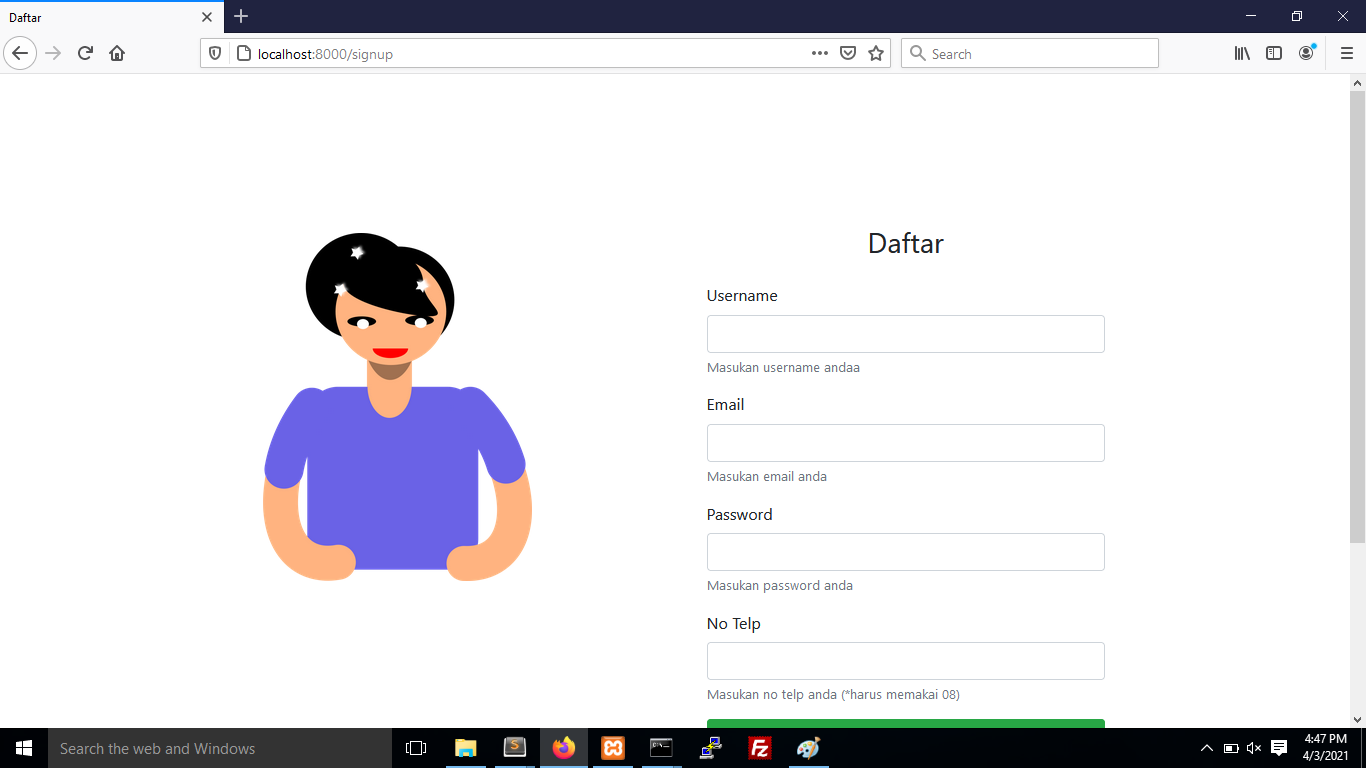 Daftar
localhost:8000/signup
Search
Daftar
Username
Masukan username andaa
Email
Masukan email anda
Password
Masukan password anda
No Telp
Masukan no telp anda (*harus memakai 08)
Search the web and Windows
4:47 PM
4/3/2021